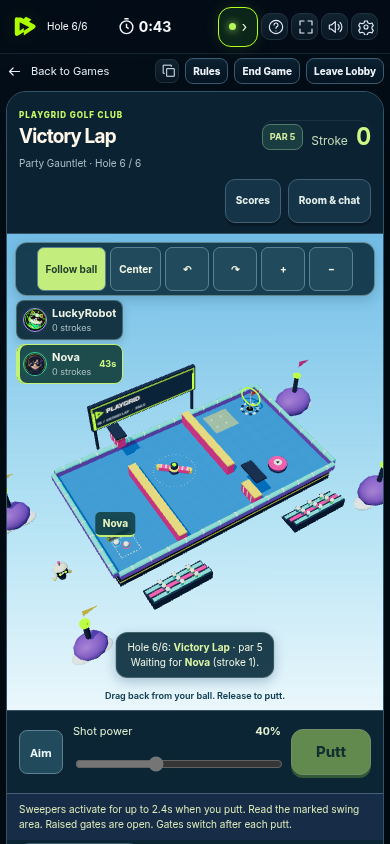 Hole 6/6
0:43
›
Back to Games
Rules
End Game
Leave Lobby
PLAYGRID GOLF CLUB
Victory Lap
PAR 5
Stroke 0
Party Gauntlet · Hole 6 / 6
Scores
Room & chat
Follow ball
Center
↶
↷
+
−
LuckyRobot
0 strokes
Nova
0 strokes
43s
PLAYGRID
Nova
Hole 6/6: Victory Lap · par 5
Waiting for Nova (stroke 1).
Drag back from your ball. Release to putt.
Aim
Shot power
40%
Putt
Sweepers activate for up to 2.4s when you putt. Read the marked swing
area. Raised gates are open. Gates switch after each putt.